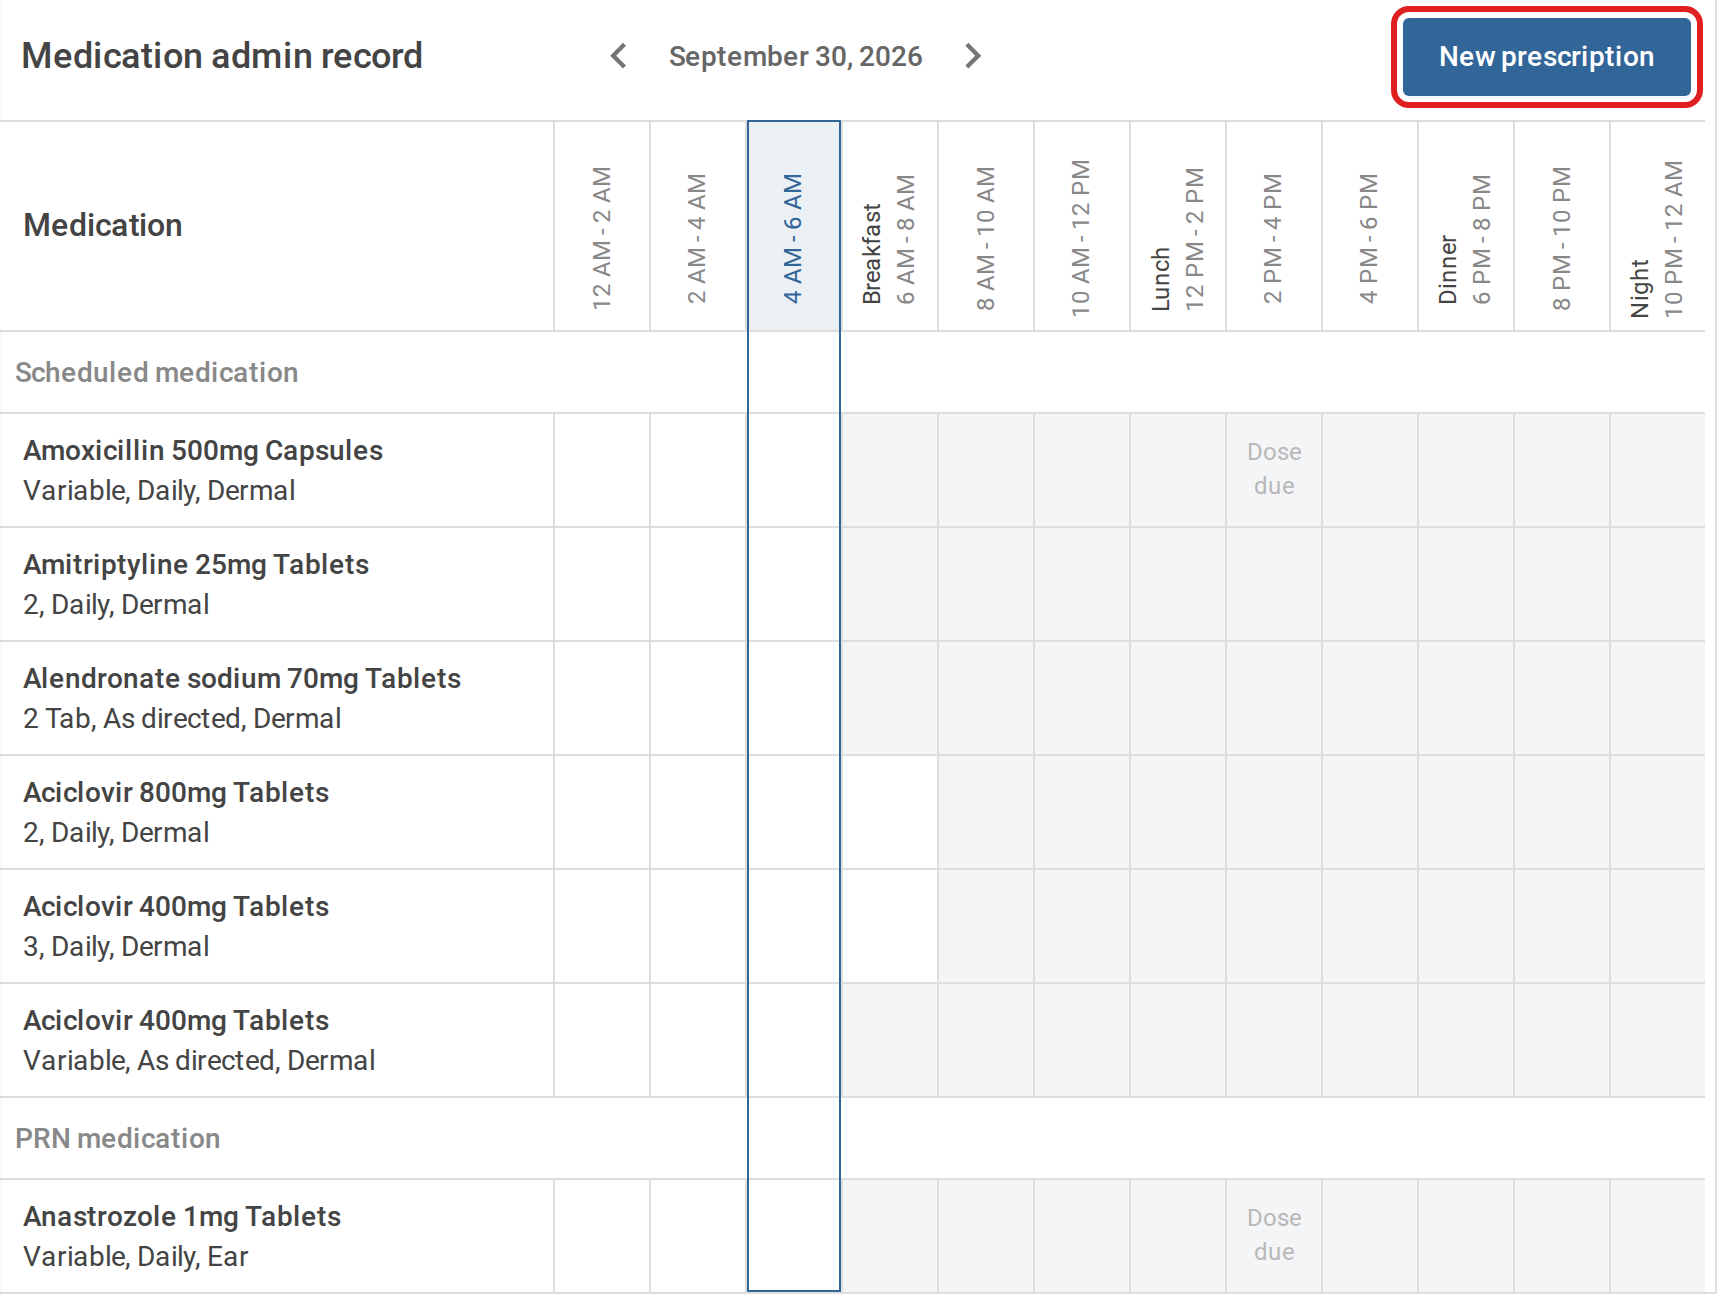 Medication admin record
September 30, 2026
New prescription
Medication
12 AM - 2 AM
2 AM - 4 AM
4 AM - 6 AM
Breakfast
6 AM - 8 AM
8 AM - 10 AM
10 AM - 12 PM
Lunch
12 PM - 2 PM
2 PM - 4 PM
4 PM - 6 PM
Dinner
6 PM - 8 PM
8 PM - 10 PM
Night
10 PM - 12 AM
Scheduled medication
Amoxicillin 500mg Capsules
Variable, Daily, Dermal
Dose
due
Amitriptyline 25mg Tablets
2, Daily, Dermal
Alendronate sodium 70mg Tablets
2 Tab, As directed, Dermal
Aciclovir 800mg Tablets
2, Daily, Dermal
Aciclovir 400mg Tablets
3, Daily, Dermal
Aciclovir 400mg Tablets
Variable, As directed, Dermal
PRN medication
Anastrozole 1mg Tablets
Variable, Daily, Ear
Dose
due